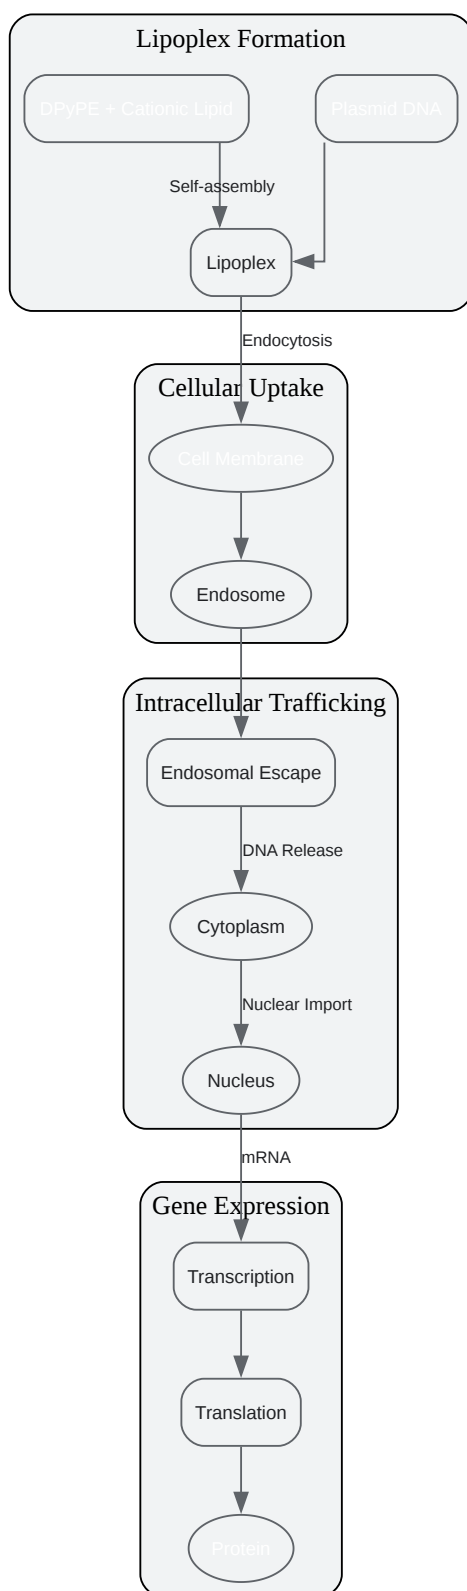 Lipoplex Formation
DPyPE + Cationic Lipid
Plasmid DNA
Self-assembly
Lipoplex
Endocytosis
Cellular Uptake
Cell Membrane
Endosome
Intracellular Trafficking
Endosomal Escape
DNA Release
Cytoplasm
Nuclear Import
Nucleus
mRNA
Gene Expression
Transcription
Translation
Protein